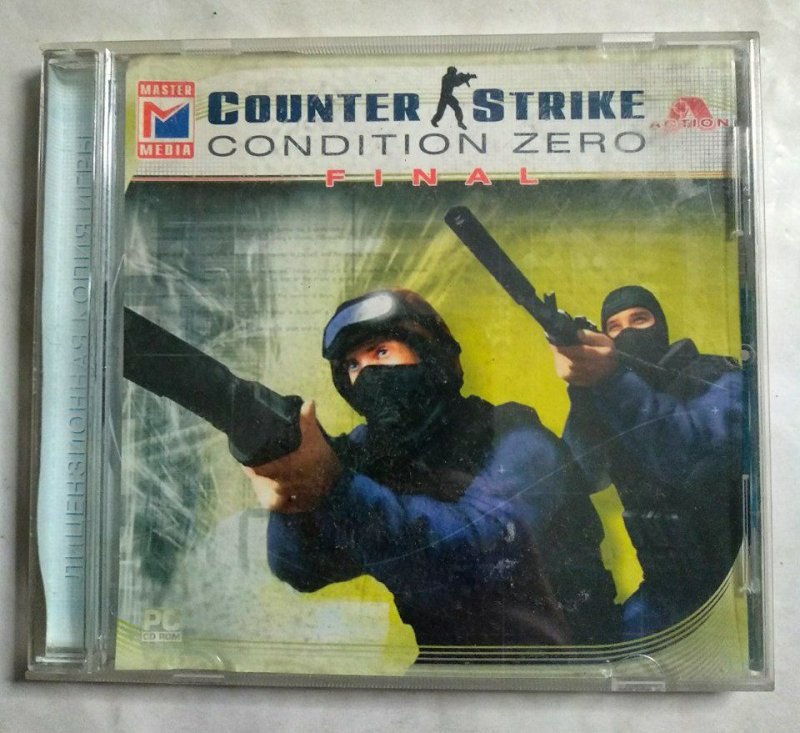 MASTER
MEDIA
COUNTER STRIKE
CONDITION ZERO
ACTION
FINAL
ЛИЦЕНЗИОННАЯ КОПИЯ ИГРЫ
PC
CD ROM